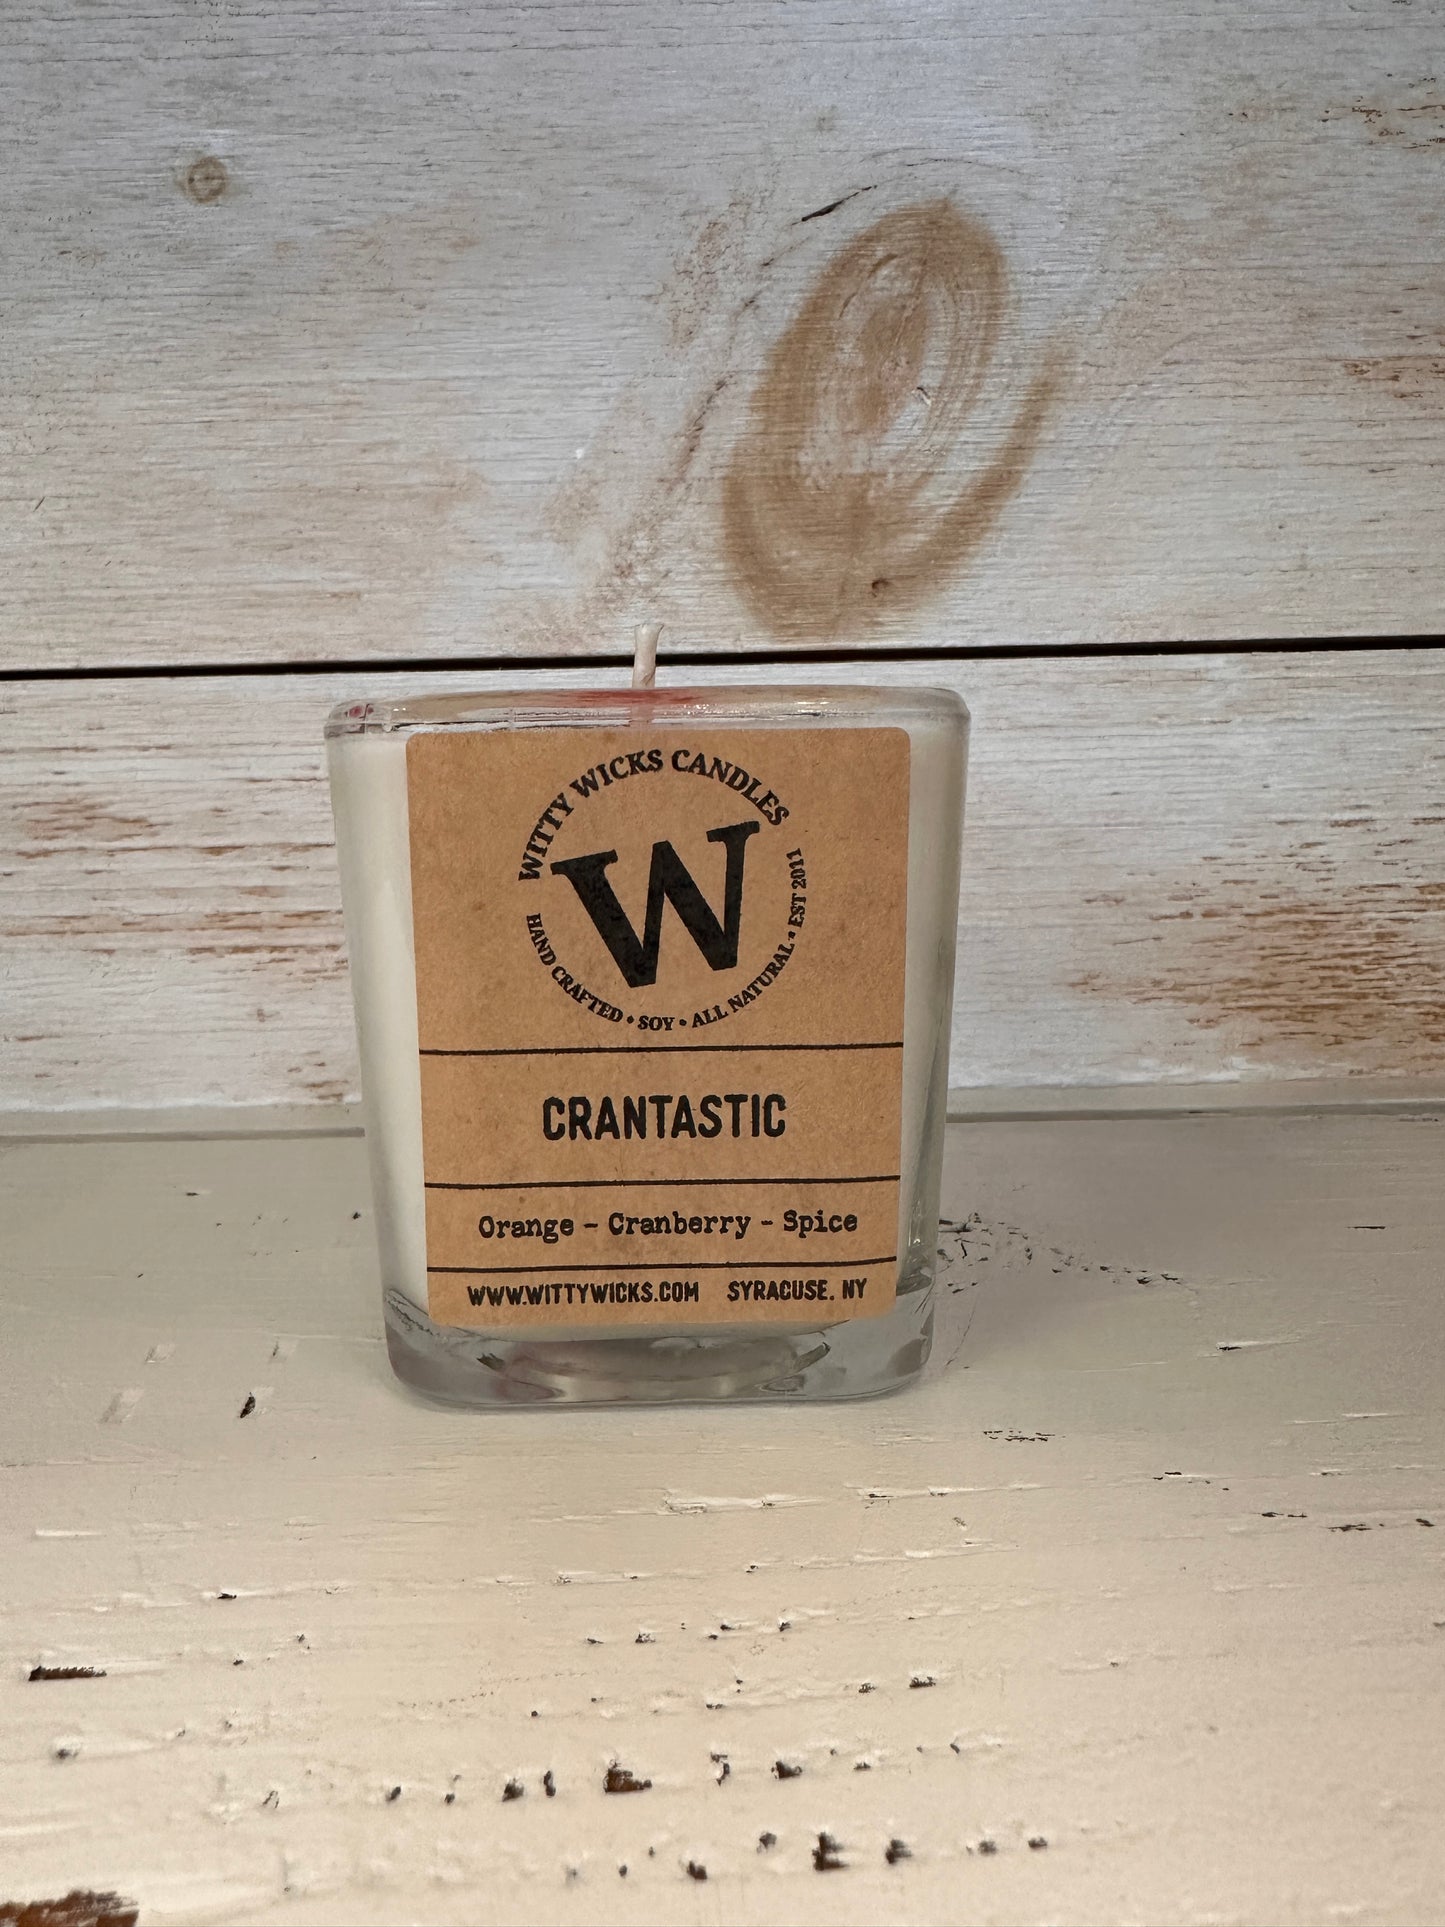 WITTY WICKS CANDLES
W
HAND CRAFTED • SOY • ALL NATURAL • EST 2011
CRANTASTIC
Orange - Cranberry - Spice
WWW.WITTYWICKS.COM SYRACUSE, NY